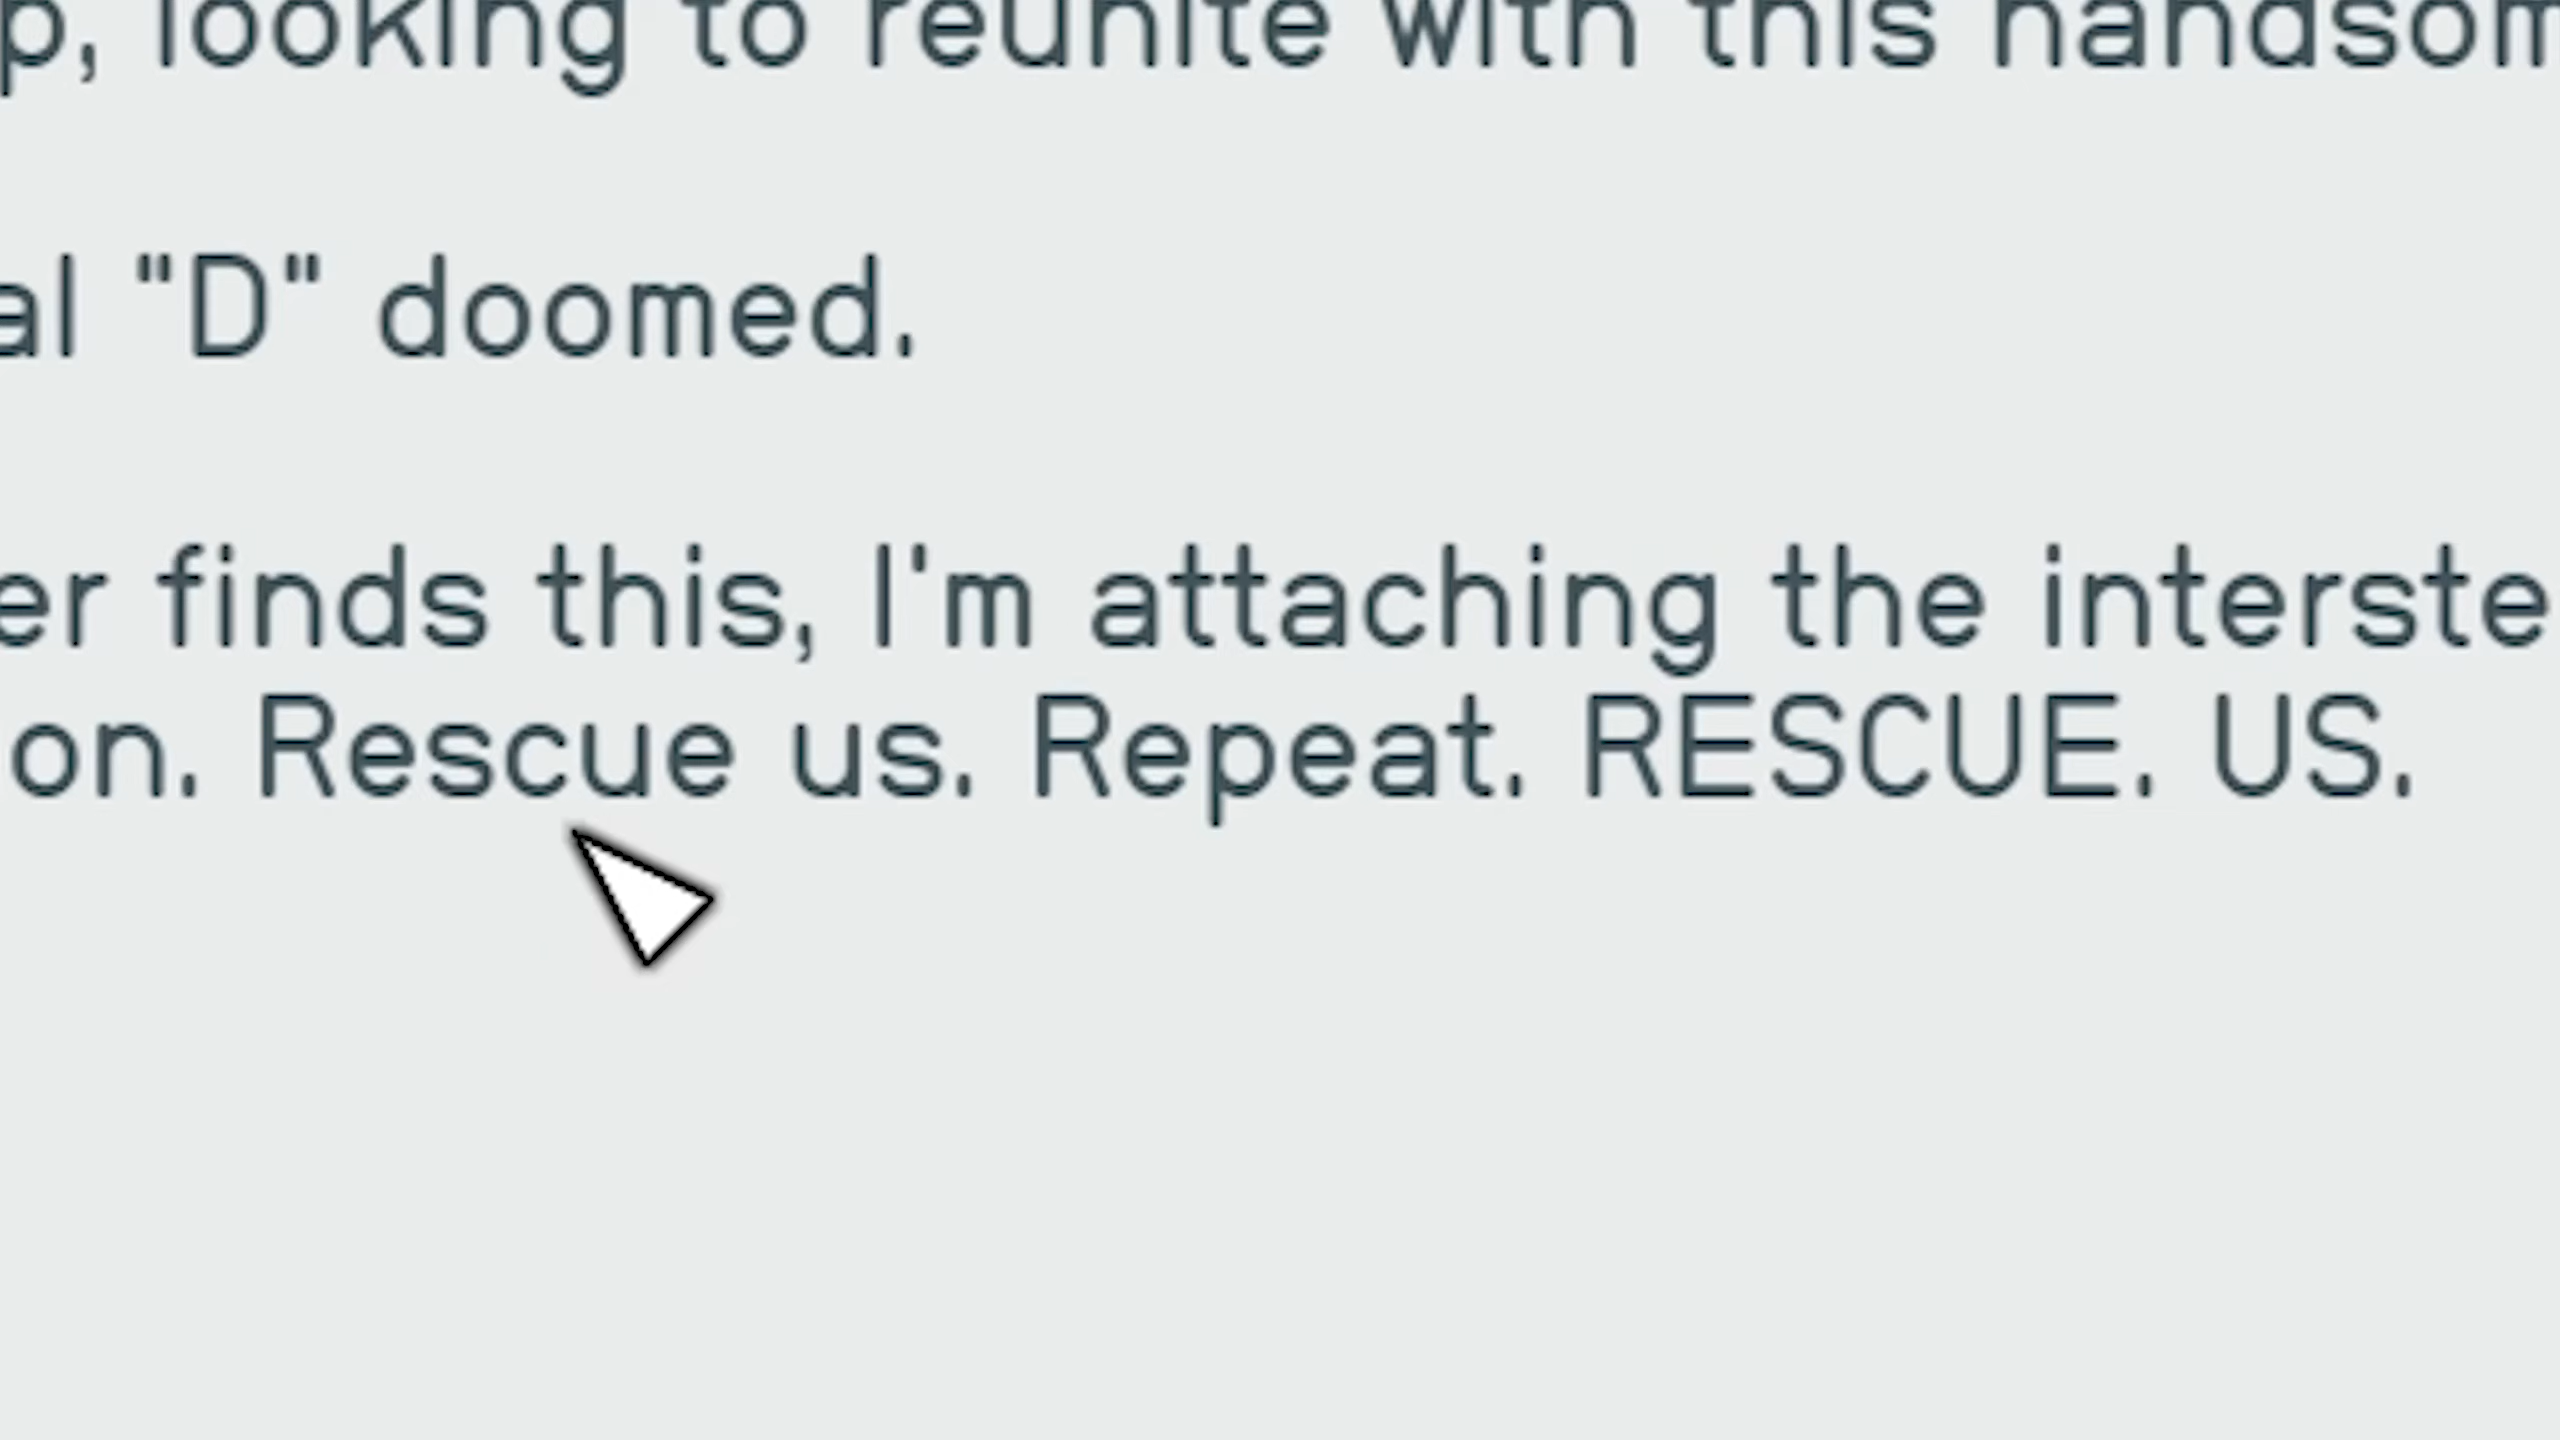 p, looking to reunite with this handsom
al "D" doomed.
er finds this, I'm attaching the interste
on. Rescue us. Repeat. RESCUE. US.